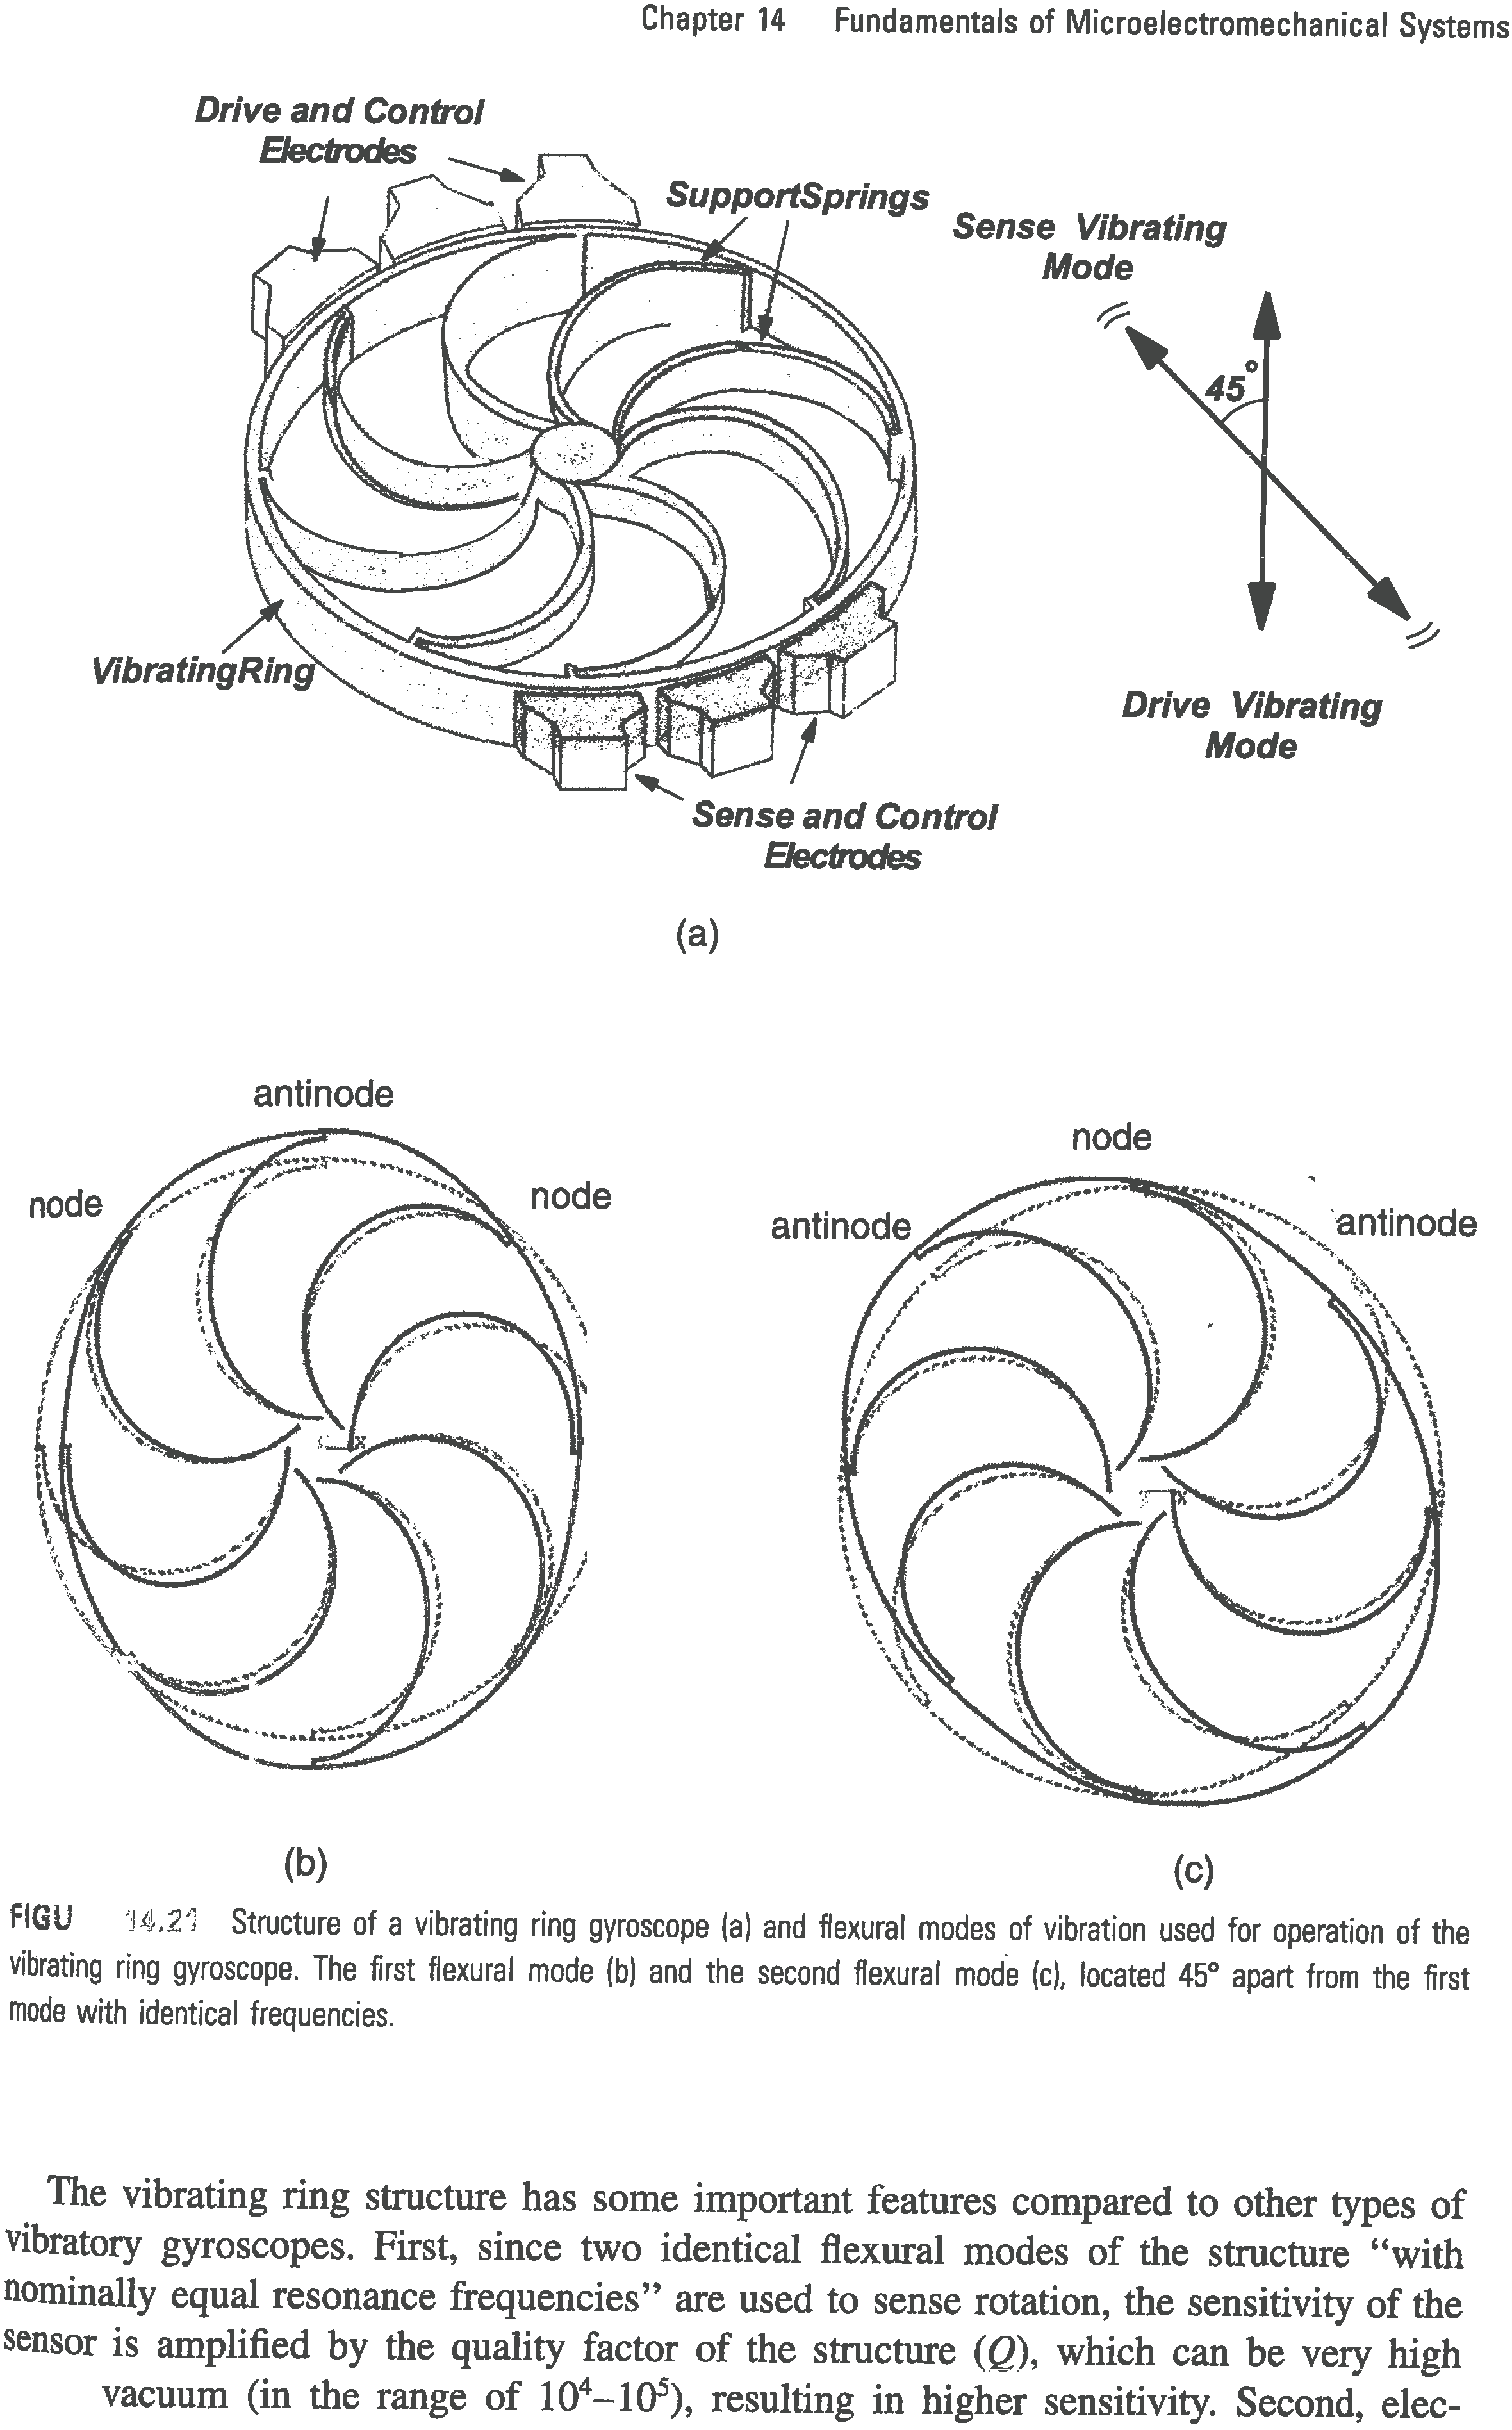 Chapter 14 Fundamentals of Microelectromechanical Systems
Drive and Control
Electrodes
SupportSprings
Sense Vibrating
Mode
45°
VibratingRing
Drive Vibrating
Mode
Sense and Control
Electrodes
(a)
antinode
node
node
node
antinode
antinode
x
x
(b)
(c)
FIGU 14.21 Structure of a vibrating ring gyroscope (a) and flexural modes of vibration used for operation of the
vibrating ring gyroscope. The first flexural mode (b) and the second flexural mode (c), located 45° apart from the first
mode with identical frequencies.
The vibrating ring structure has some important features compared to other types of
vibratory gyroscopes. First, since two identical flexural modes of the structure “with
nominally equal resonance frequencies” are used to sense rotation, the sensitivity of the
sensor is amplified by the quality factor of the structure (Q), which can be very high
vacuum (in the range of 10⁴–10⁵), resulting in higher sensitivity. Second, elec-